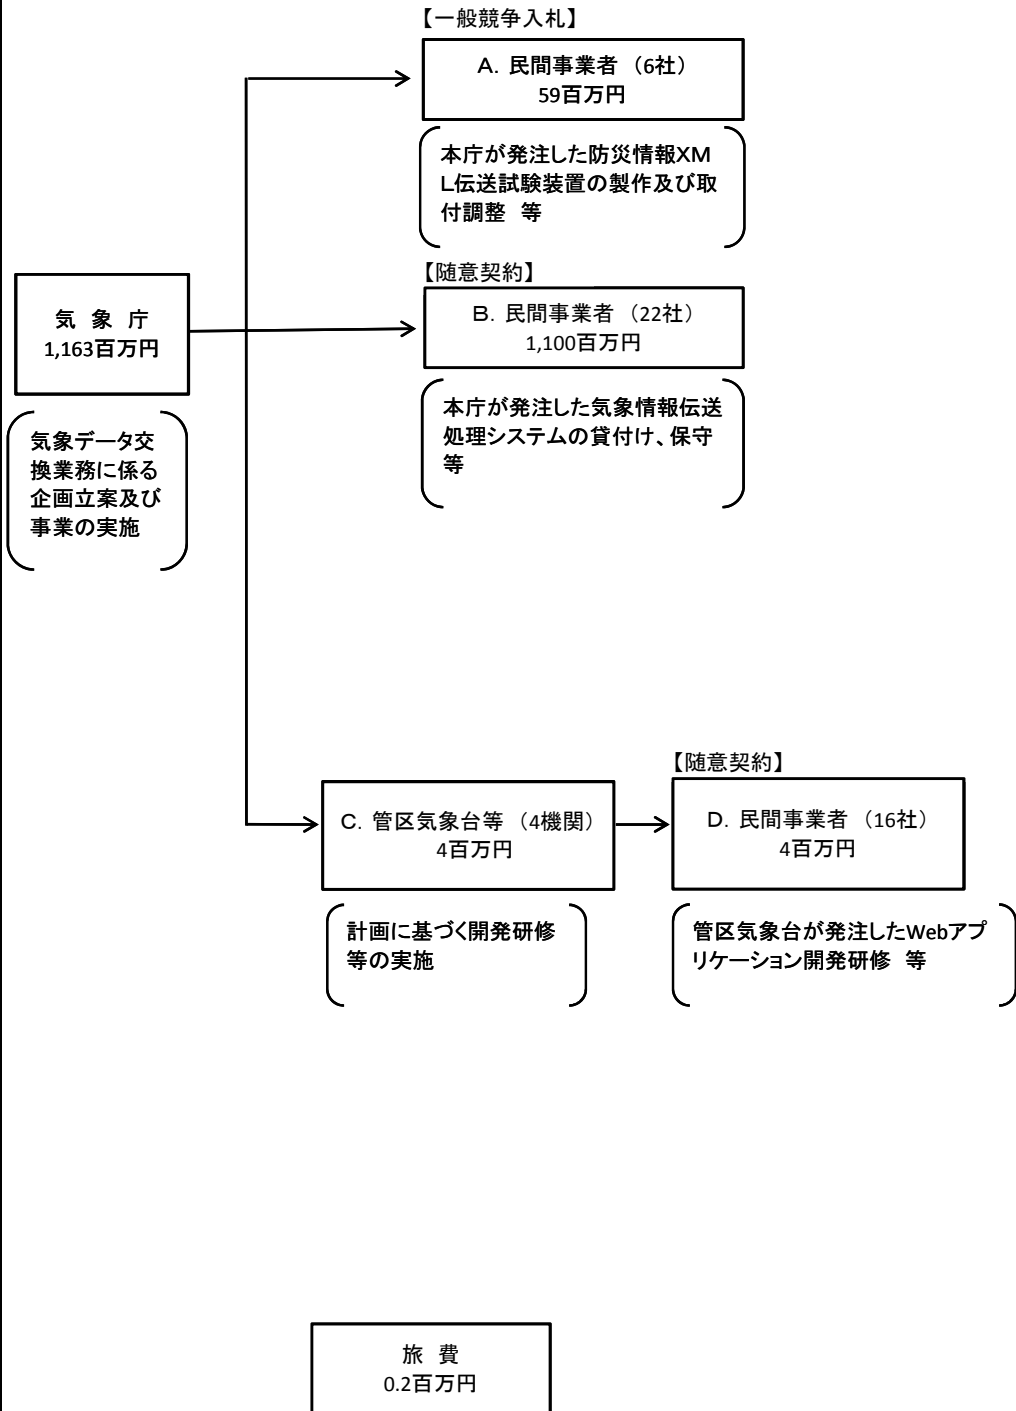 【一般競争入札】
A. 民間事業者 （6社）
59百万円
本庁が発注した防災情報XM
L伝送試験装置の製作及び取
付調整 等
【随意契約】
気 象 庁
1,163百万円
B. 民間事業者 （22社）
1,100百万円
気象データ交
換業務に係る
企画立案及び
事業の実施
本庁が発注した気象情報伝送
処理システムの貸付け、保守
等
【随意契約】
C. 管区気象台等 （4機関）
4百万円
D. 民間事業者 （16社）
4百万円
計画に基づく開発研修
等の実施
管区気象台が発注したWebアプ
リケーション開発研修 等
旅 費
0.2百万円